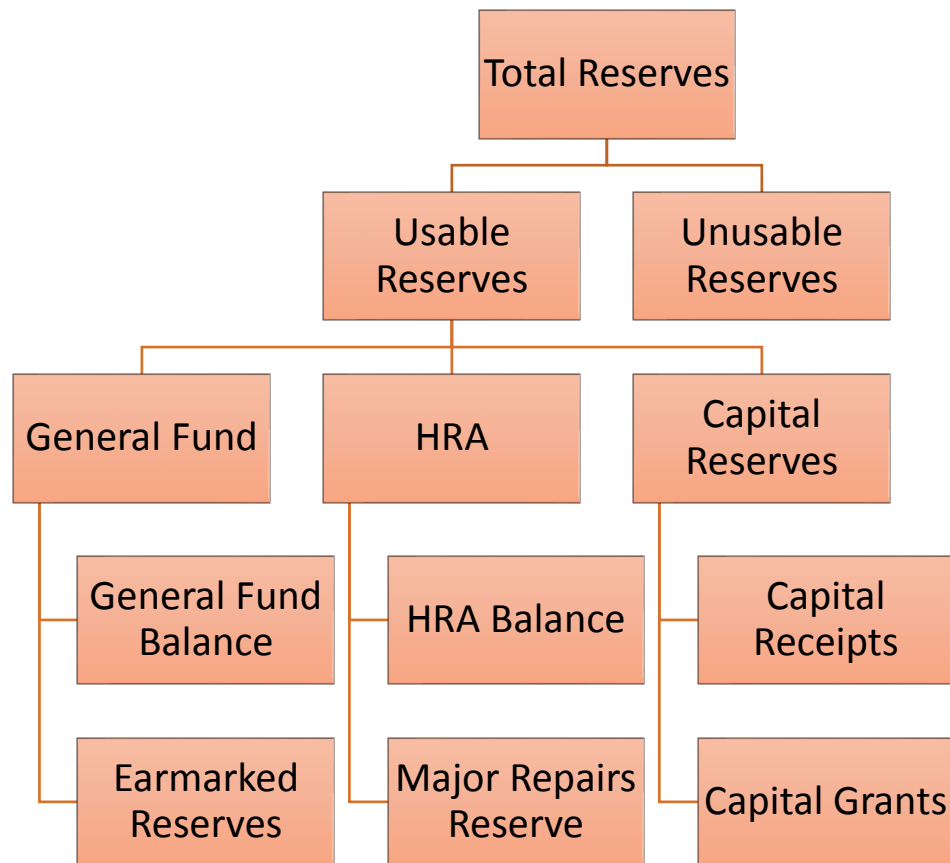 Total Reserves
Usable
Reserves
Unusable
Reserves
General Fund
HRA
Capital
Reserves
General Fund
Balance
HRA Balance
Capital
Receipts
Earmarked
Reserves
Major Repairs
Reserve
Capital Grants